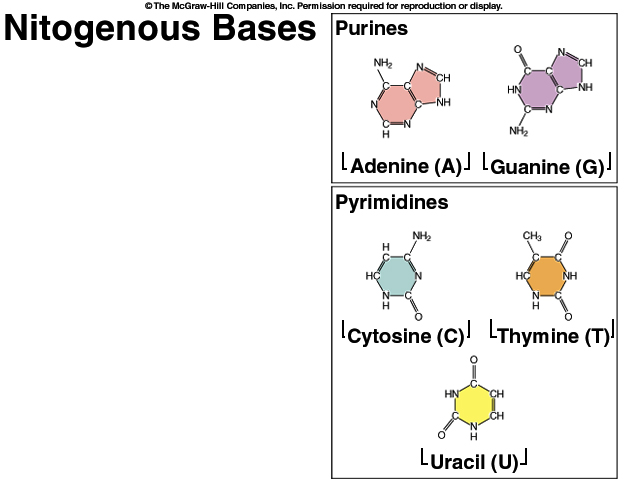 ©The McGraw-Hill Companies, Inc. Permission required for reproduction or display.
Nitogenous Bases
Purines
NH2
N
CH
C
C
N
C
NH
C
N
H
O
N
C
C
CH
HN
C
NH
C
N
NH2
Adenine (A)
Guanine (G)
Pyrimidines
H
NH2
C
C
HC
N
N
C
H
O
CH3
O
C
C
HC
NH
N
C
H
O
Cytosine (C)
Thymine (T)
O
C
HN
CH
C
CH
O
N
H
Uracil (U)